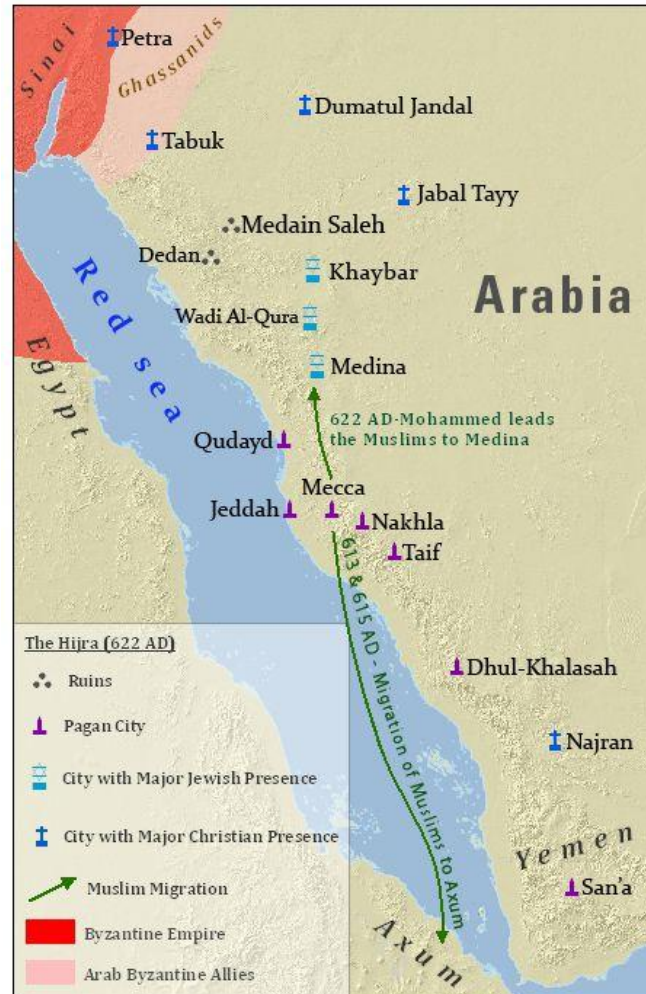 Petra
Sinai
Ghassanids
Dumatul Jandal
Tabuk
Jabal Tayy
Medain Saleh
Dedan
Khaybar
Arabia
Red sea
Wadi Al-Qura
Egypt
Medina
622 AD-Mohammed leads
the Muslims to Medina
Qudayd
Mecca
Jeddah
Nakhla
Taif
613 & 615 AD - Migration of Muslims to Axum
Dhul-Khalasah
Najran
Yemen
San'a
Axum
The Hijra (622 AD)
Ruins
Pagan City
City with Major Jewish Presence
City with Major Christian Presence
Muslim Migration
Byzantine Empire
Arab Byzantine Allies